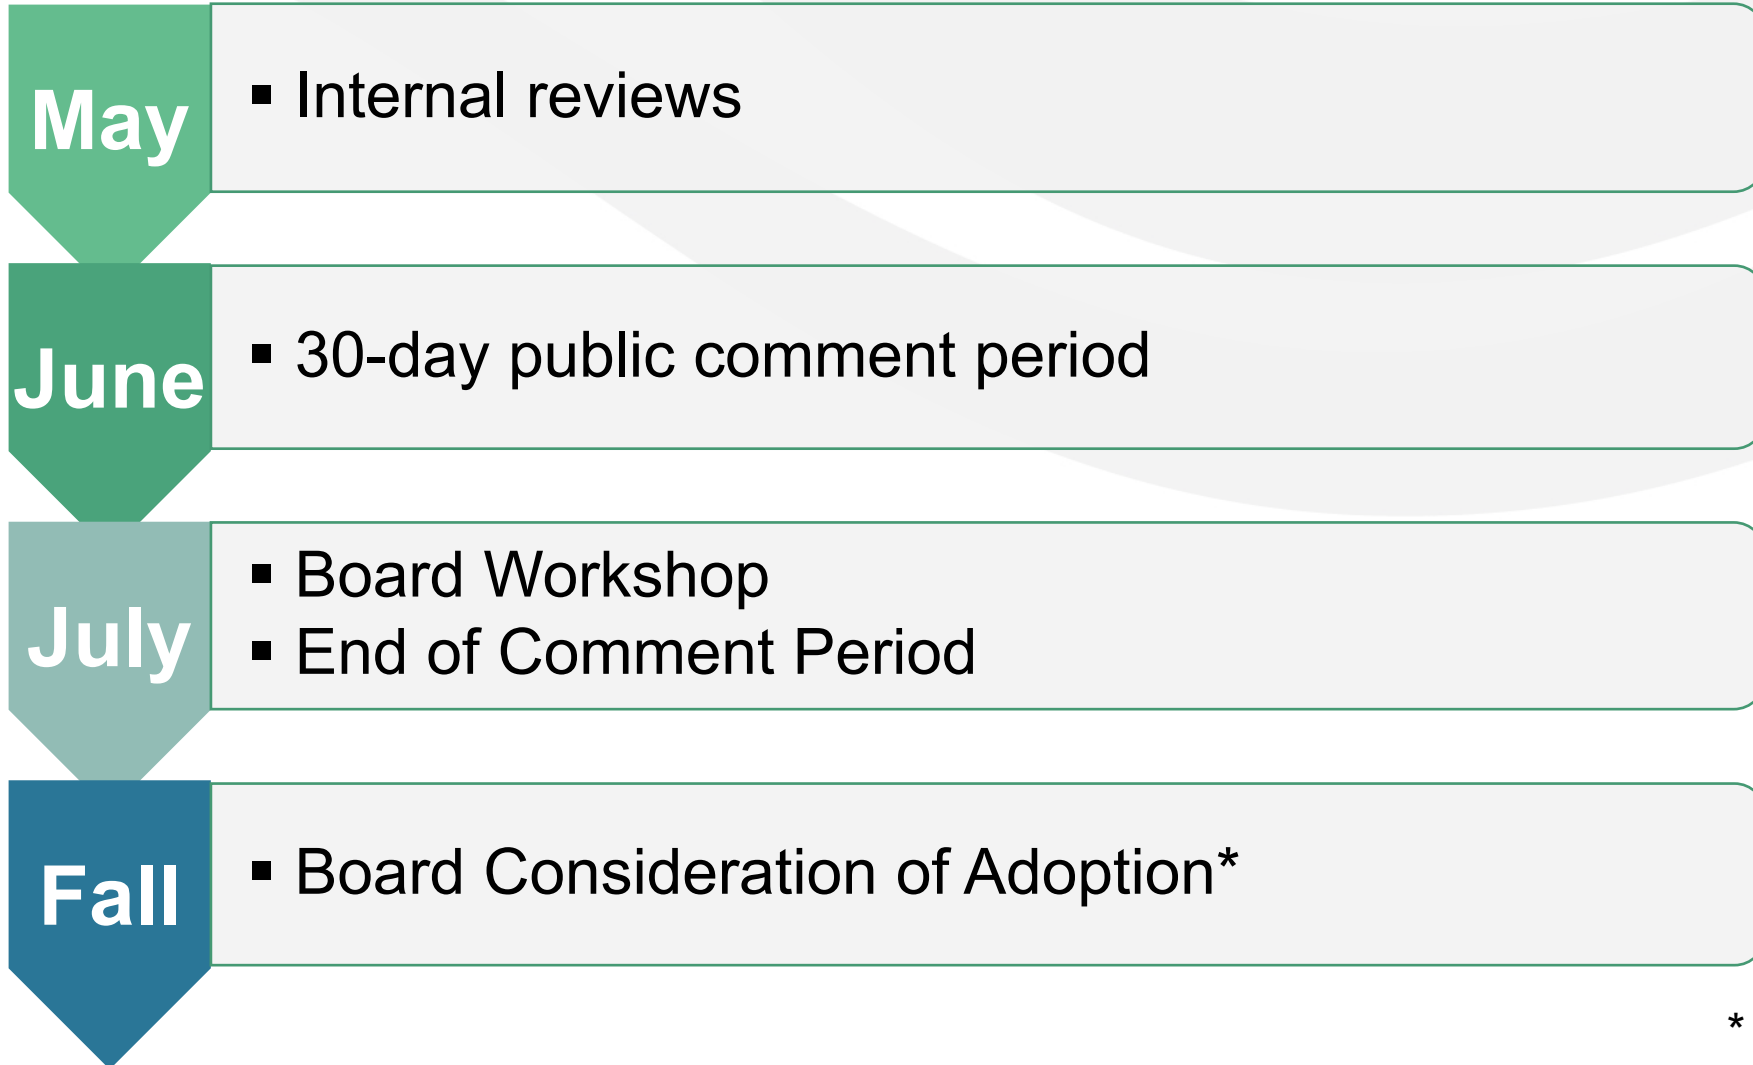 May
▪ Internal reviews
June
▪ 30-day public comment period
July
▪ Board Workshop
▪ End of Comment Period
Fall
▪ Board Consideration of Adoption*
*